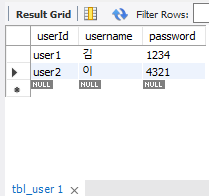 Result Grid Filter Rows:
userId username password
user1 김 1234
user2 이 4321
NULL NULL NULL
tbl_user 1